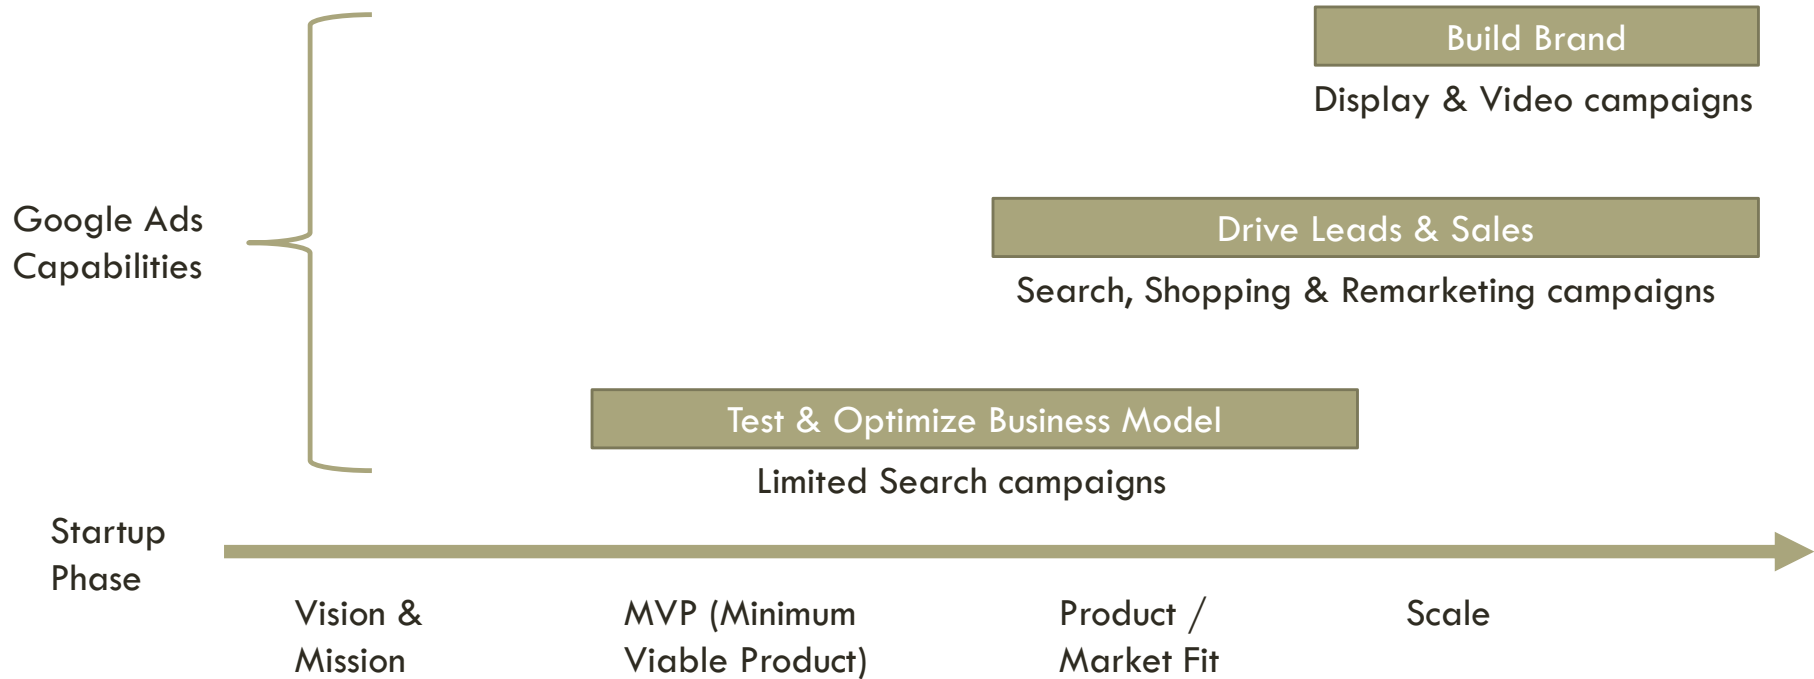 Build Brand
Display & Video campaigns
Google Ads
Capabilities
Drive Leads & Sales
Search, Shopping & Remarketing campaigns
Test & Optimize Business Model
Limited Search campaigns
Startup
Phase
Vision &
Mission
MVP (Minimum
Viable Product)
Product /
Market Fit
Scale